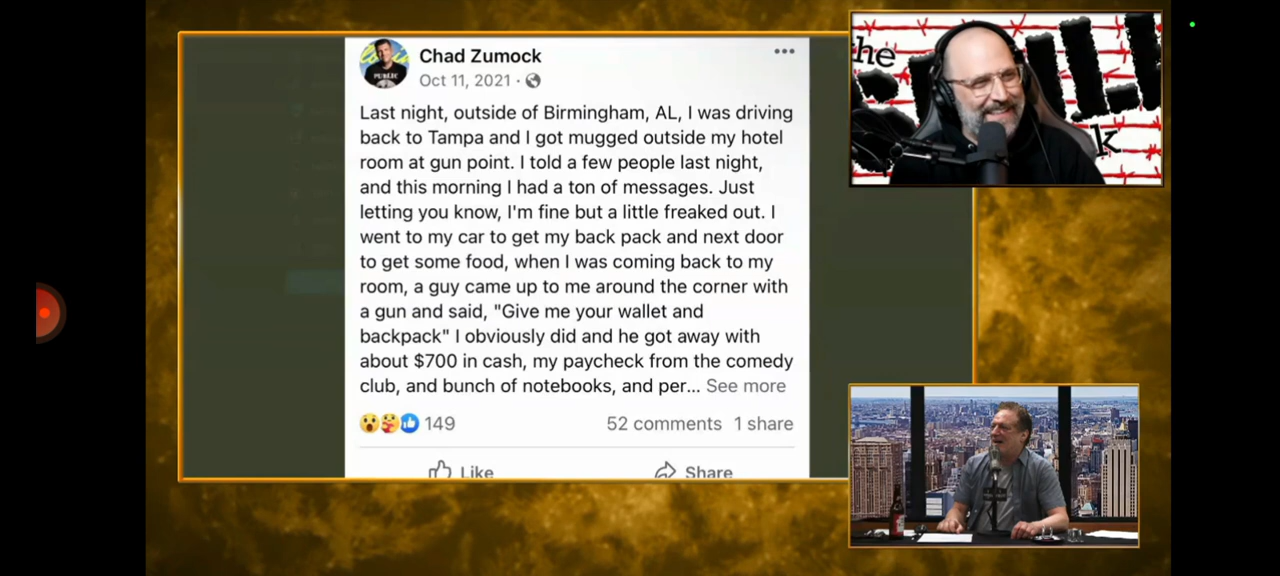 Chad Zumock
Oct 11, 2021 ·
Last night, outside of Birmingham, AL, I was driving
back to Tampa and I got mugged outside my hotel
room at gun point. I told a few people last night,
and this morning I had a ton of messages. Just
letting you know, I'm fine but a little freaked out. I
went to my car to get my back pack and next door
to get some food, when I was coming back to my
room, a guy came up to me around the corner with
a gun and said, "Give me your wallet and
backpack" I obviously did and he got away with
about $700 in cash, my paycheck from the comedy
club, and bunch of notebooks, and per... See more
149 52 comments 1 share
Like Share
the
k
PUBLIC